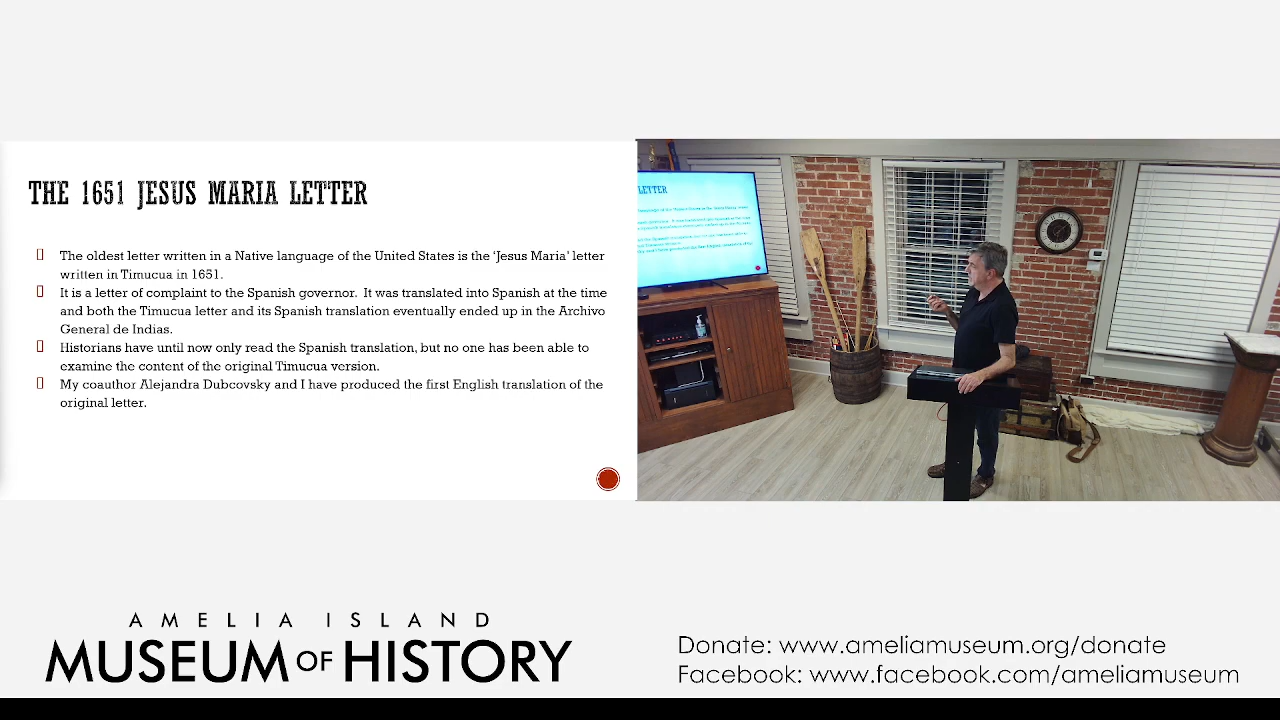 THE 1651 JESUS MARIA LETTER
The oldest letter written in a Native language of the United States is the 'Jesus Maria' letter
written in Timucua in 1651.
It is a letter of complaint to the Spanish governor. It was translated into Spanish at the time
and both the Timucua letter and its Spanish translation eventually ended up in the Archivo
General de Indias.
Historians have until now only read the Spanish translation, but no one has been able to
examine the content of the original Timucua version.
My coauthor Alejandra Dubcovsky and I have produced the first English translation of the
original letter.
LETTER
AMELIA ISLAND
MUSEUM OF HISTORY
Donate: www.ameliamuseum.org/donate
Facebook: www.facebook.com/ameliamuseum